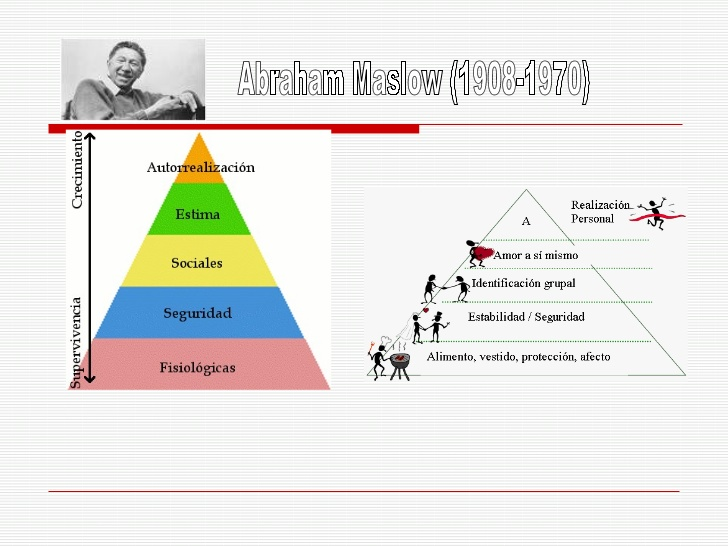 Abraham Maslow (1908-1970)
Crecimiento
Supervivencia
Autorrealización
Estima
Sociales
Seguridad
Fisiológicas
Realización
Personal
A
Amor a sí mismo
Identificación grupal
Estabilidad / Seguridad
Alimento, vestido, protección, afecto